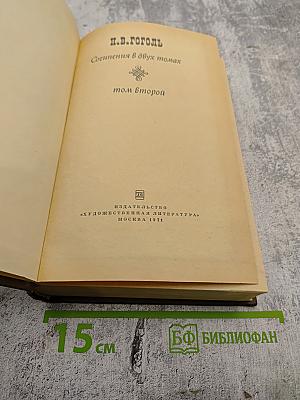 Н. В. ГОГОЛЬ
Сочинения в двух томах
том второй
ИЗДАТЕЛЬСТВО
«ХУДОЖЕСТВЕННАЯ ЛИТЕРАТУРА»
МОСКВА 1971
15 см
БФ БИБЛИОФАН